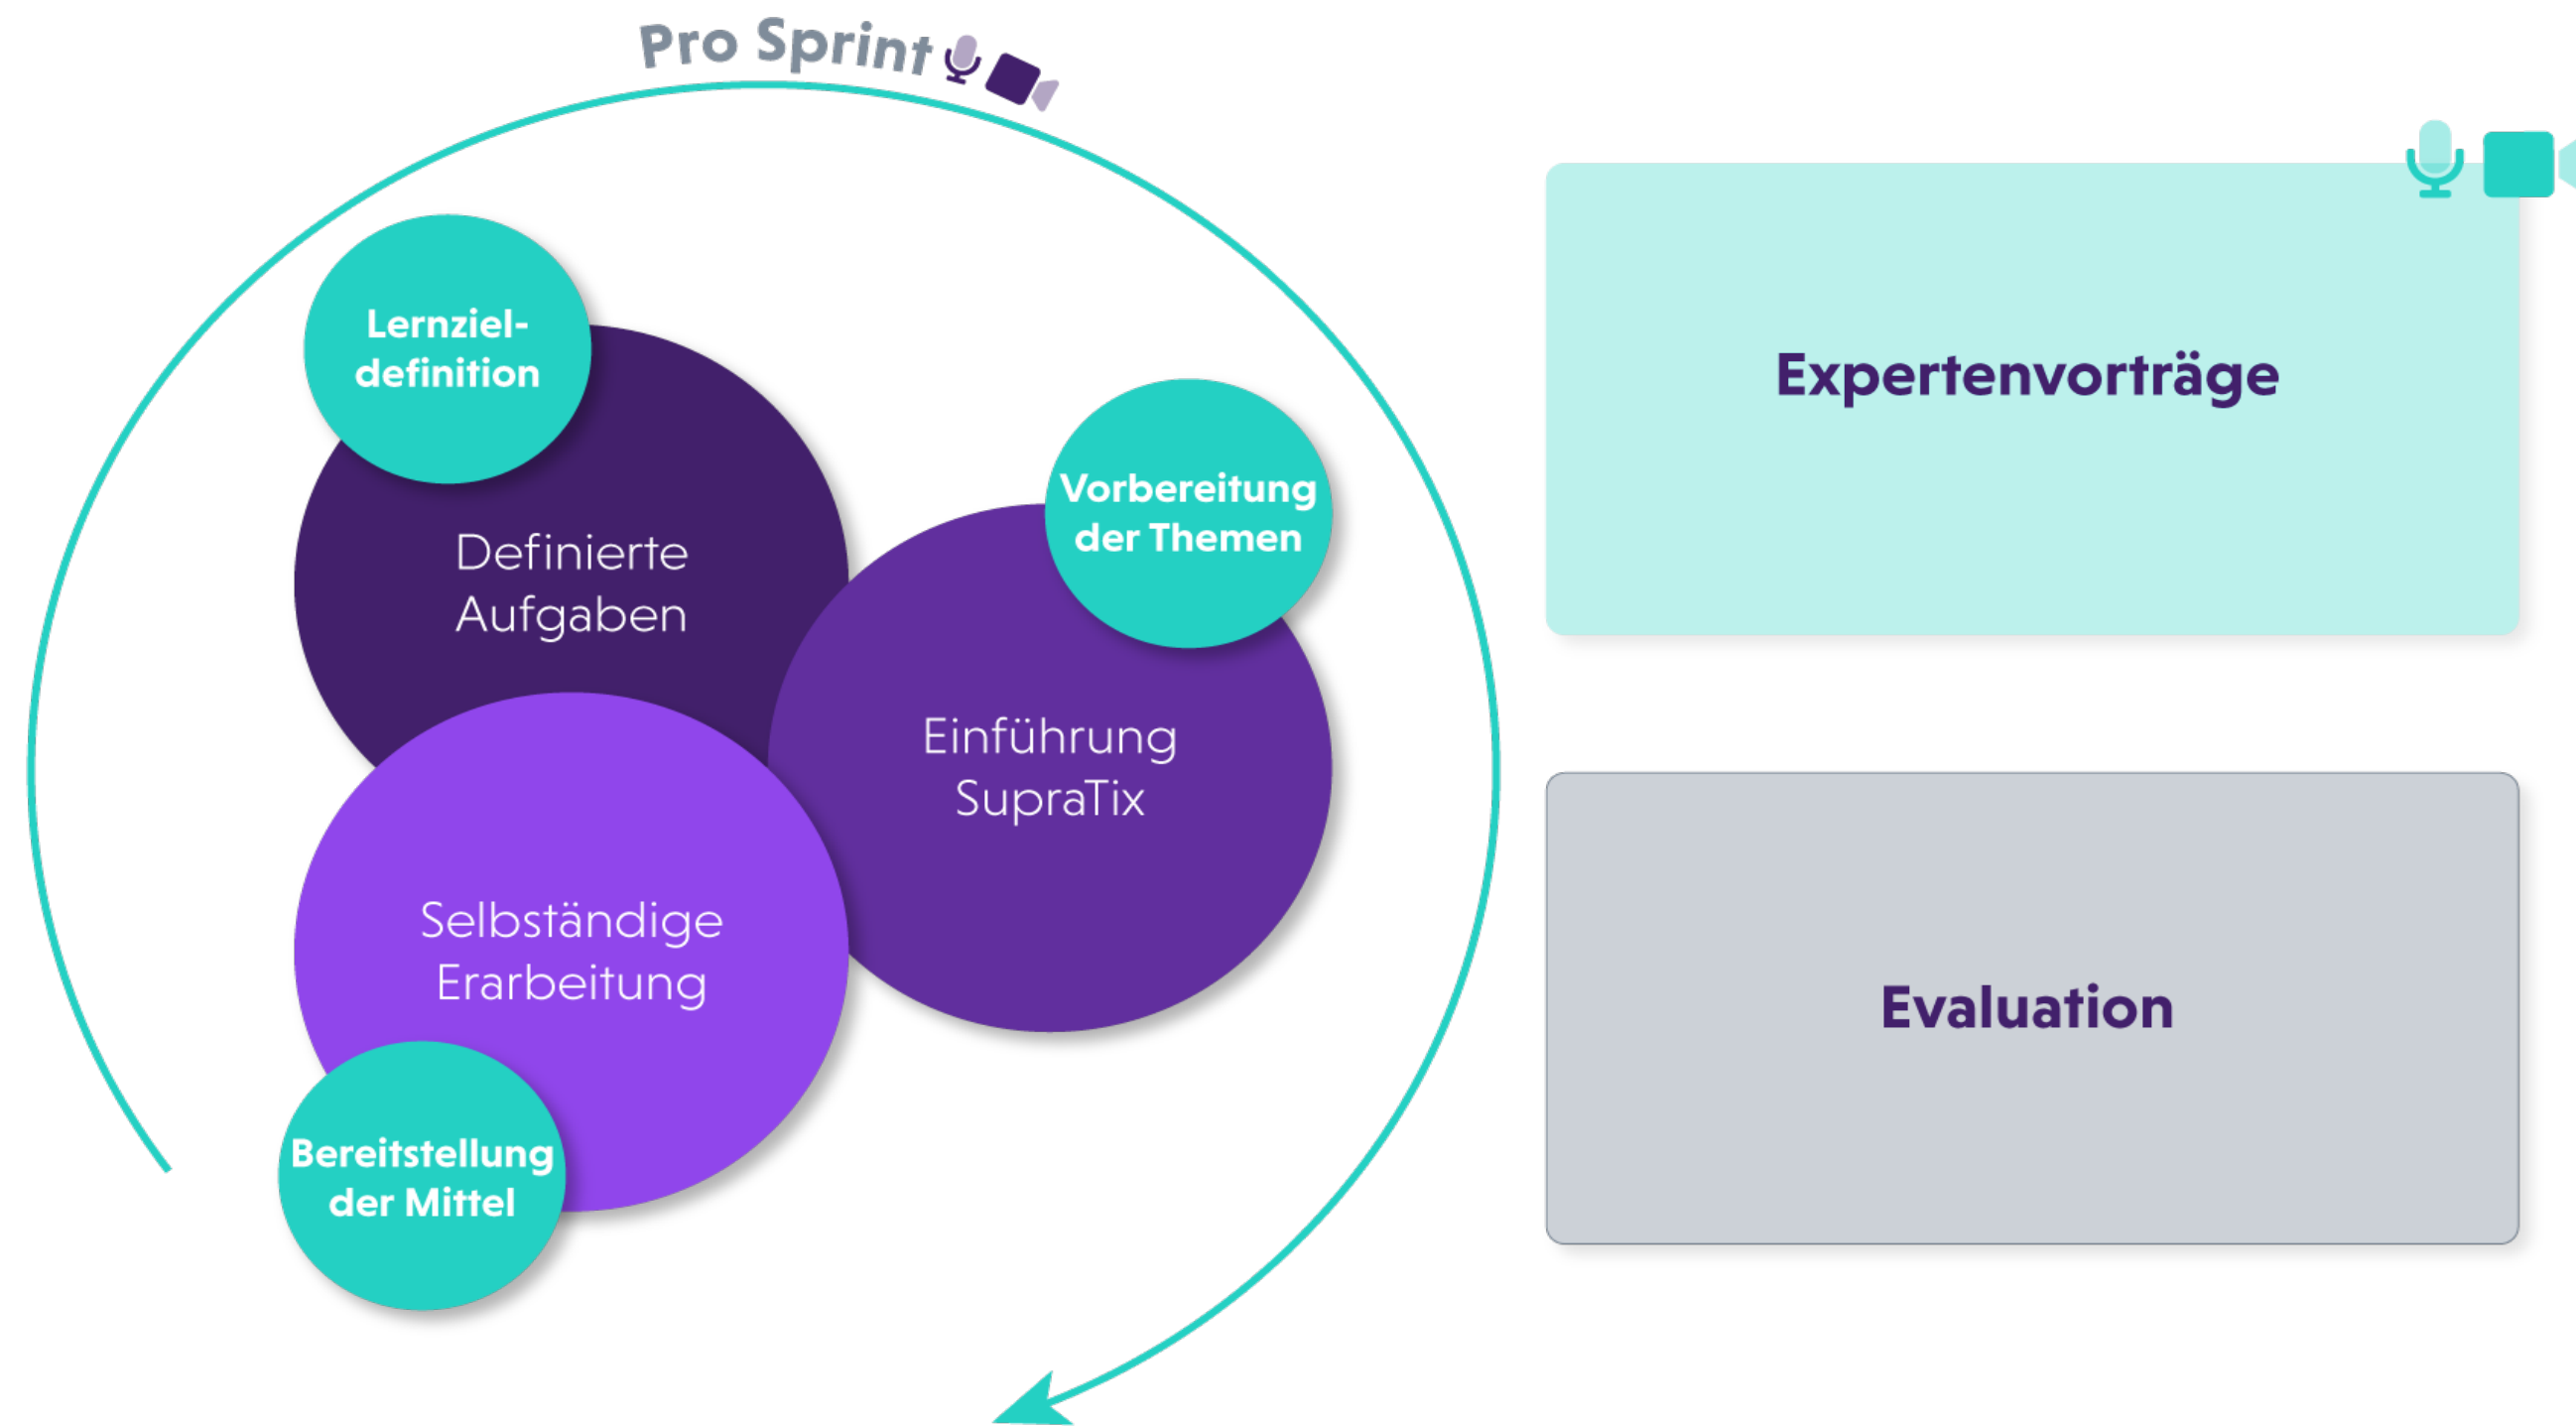 Pro Sprint
Lernziel-
definition
Definierte
Aufgaben
Vorbereitung
der Themen
Einführung
SupraTix
Selbständige
Erarbeitung
Bereitstellung
der Mittel
Expertenvorträge
Evaluation